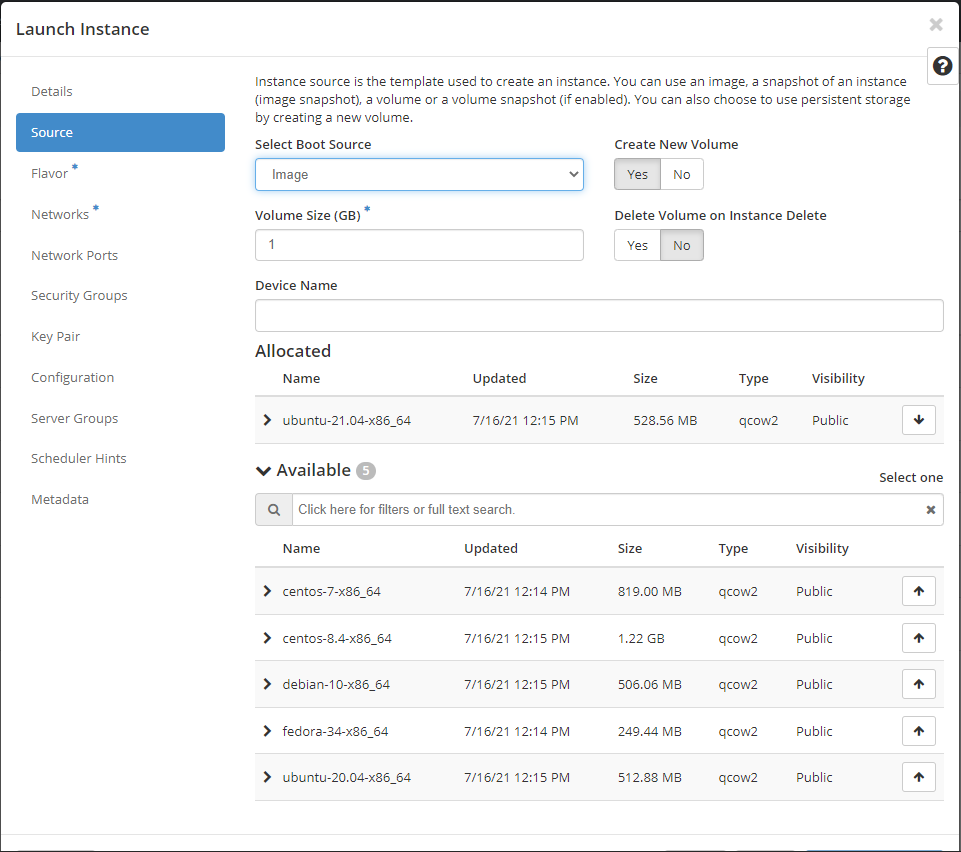 Launch Instance
Details
Source
Flavor *
Networks *
Network Ports
Security Groups
Key Pair
Configuration
Server Groups
Scheduler Hints
Metadata
Instance source is the template used to create an instance. You can use an image, a snapshot of an instance
(image snapshot), a volume or a volume snapshot (if enabled). You can also choose to use persistent storage
by creating a new volume.
Select Boot Source
Image
Create New Volume
Yes No
Volume Size (GB) *
1
Delete Volume on Instance Delete
Yes No
Device Name
Allocated
Name Updated Size Type Visibility
ubuntu-21.04-x86_64 7/16/21 12:15 PM 528.56 MB qcow2 Public
Available 5
Select one
Click here for filters or full text search.
Name Updated Size Type Visibility
centos-7-x86_64 7/16/21 12:14 PM 819.00 MB qcow2 Public
centos-8.4-x86_64 7/16/21 12:15 PM 1.22 GB qcow2 Public
debian-10-x86_64 7/16/21 12:15 PM 506.06 MB qcow2 Public
fedora-34-x86_64 7/16/21 12:14 PM 249.44 MB qcow2 Public
ubuntu-20.04-x86_64 7/16/21 12:15 PM 512.88 MB qcow2 Public